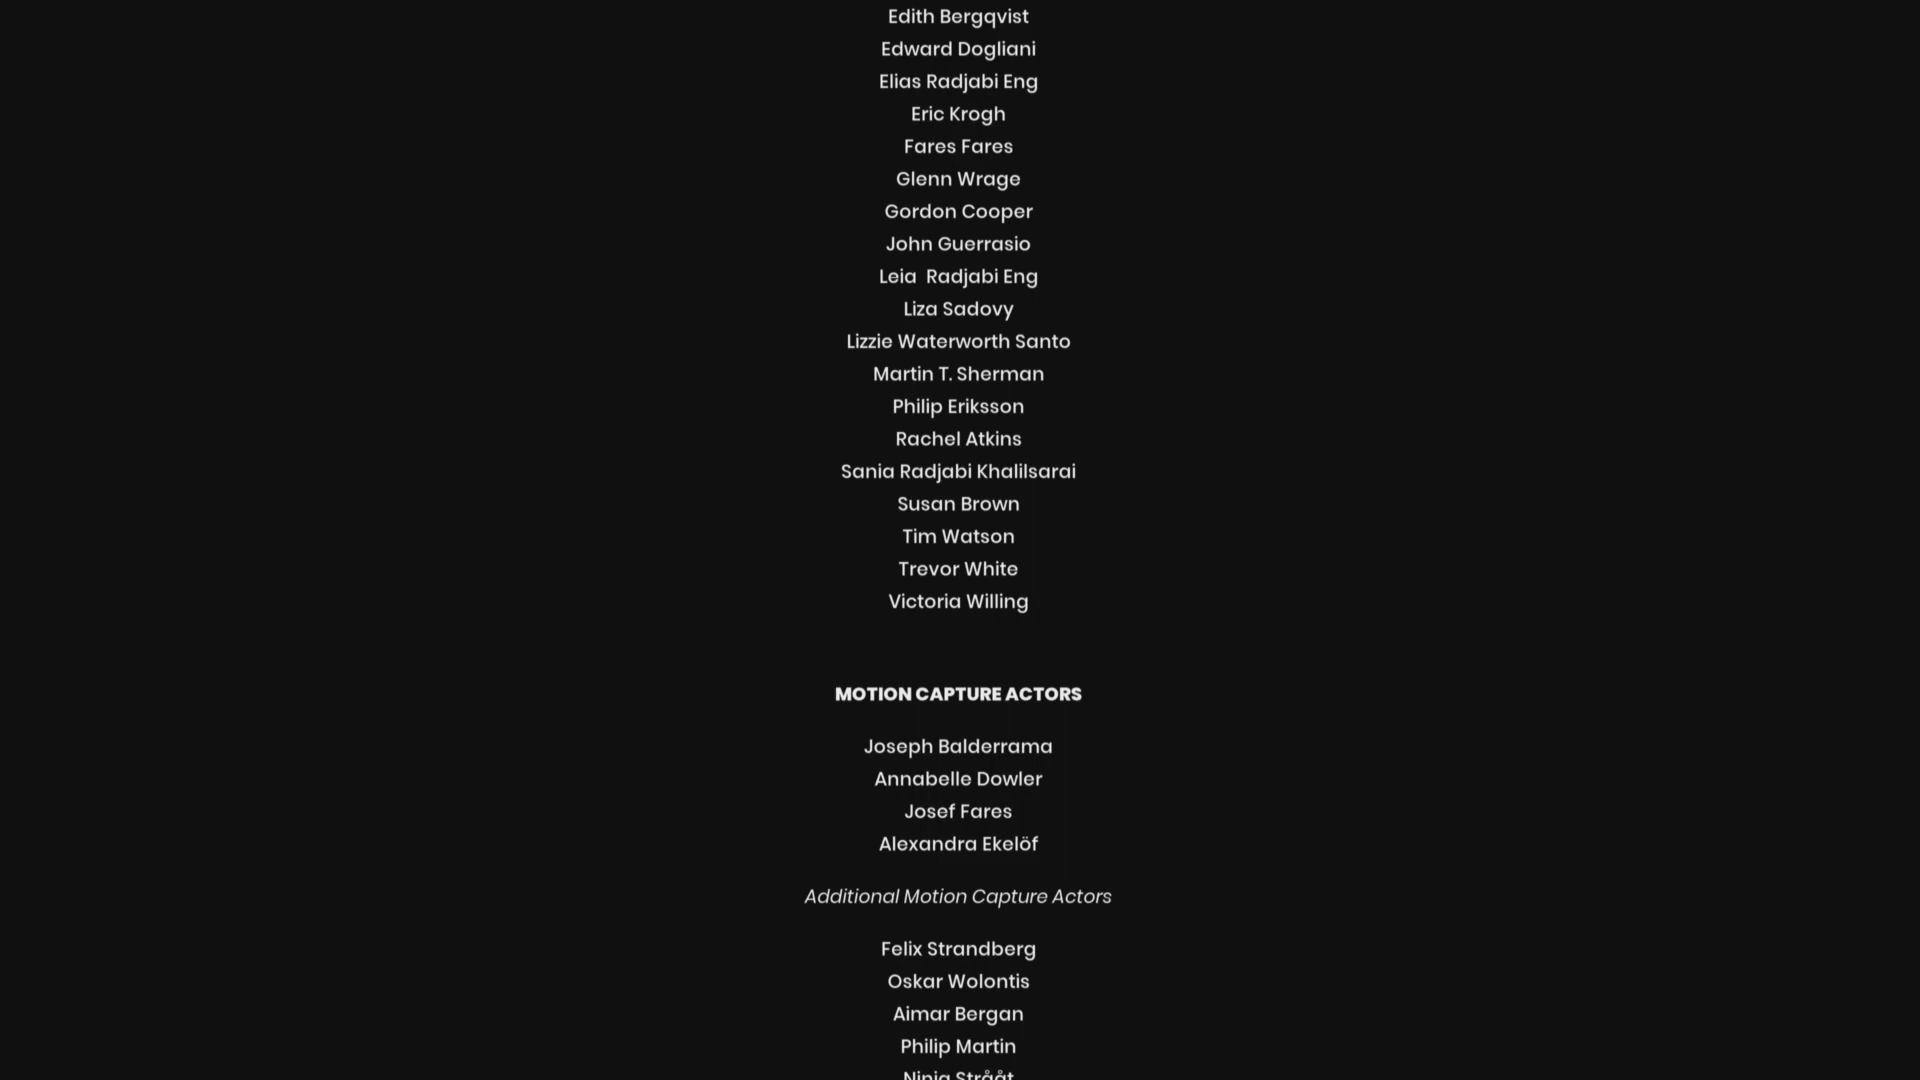 Edith Bergqvist
Edward Dogliani
Elias Radjabi Eng
Eric Krogh
Fares Fares
Glenn Wrage
Gordon Cooper
John Guerrasio
Leia  Radjabi Eng
Liza Sadovy
Lizzie Waterworth Santo
Martin T. Sherman
Philip Eriksson
Rachel Atkins
Sania Radjabi Khalilsarai
Susan Brown
Tim Watson
Trevor White
Victoria Willing
MOTION CAPTURE ACTORS
Joseph Balderrama
Annabelle Dowler
Josef Fares
Alexandra Ekelöf
Additional Motion Capture Actors
Felix Strandberg
Oskar Wolontis
Aimar Bergan
Philip Martin